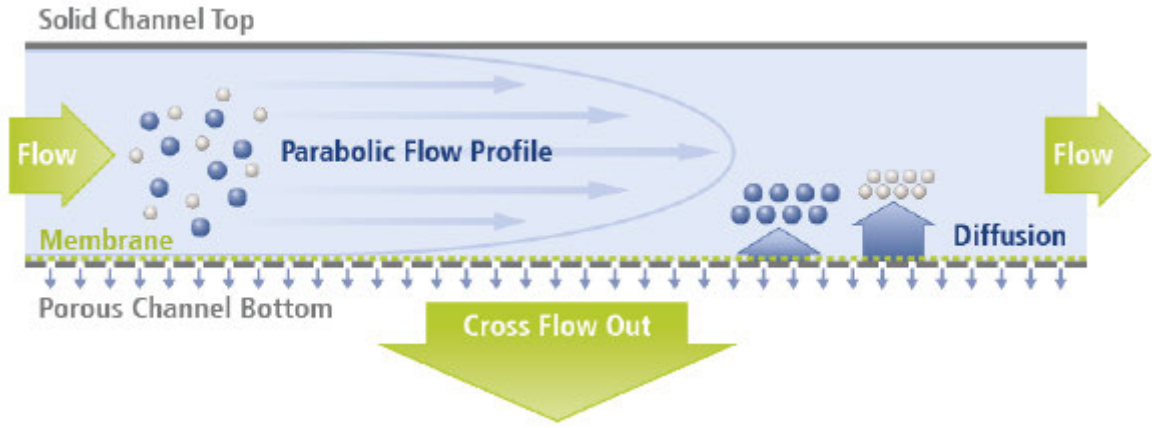 Solid Channel Top
Flow
Parabolic Flow Profile
Flow
Membrane
Diffusion
Porous Channel Bottom
Cross Flow Out